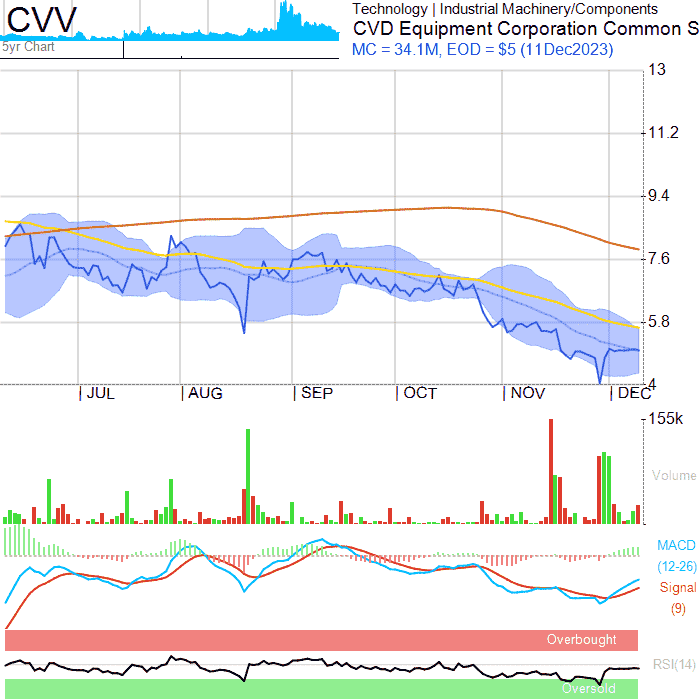 CVV
5yr Chart
Technology | Industrial Machinery/Components
CVD Equipment Corporation Common S
MC = 34.1M, EOD = $5 (11Dec2023)
13
11.2
9.4
7.6
5.8
4
JUL
AUG
SEP
OCT
NOV
DEC
155k
Volume
MACD
(12-26)
Signal
(9)
Overbought
RSI(14)
Oversold